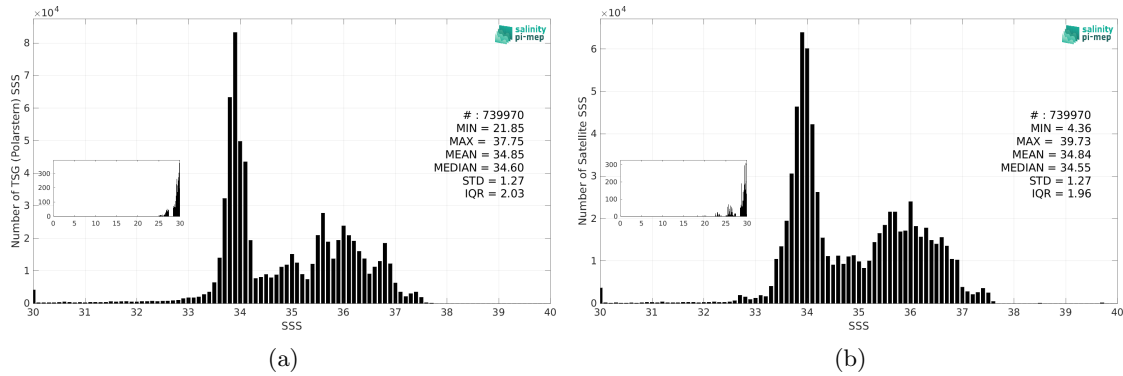 ×10^4
salinity
pi-mep
Number of TSG (Polarstern) SSS
8
7
6
5
4
3
2
1
0
# : 739970
MIN = 21.85
MAX = 37.75
MEAN = 34.85
MEDIAN = 34.60
STD = 1.27
IQR = 2.03
300
200
100
0
0 5 10 15 20 25 30
30 31 32 33 34 35 36 37 38 39 40
SSS
(a)
×10^4
salinity
pi-mep
Number of Satellite SSS
6
5
4
3
2
1
0
# : 739970
MIN = 4.36
MAX = 39.73
MEAN = 34.84
MEDIAN = 34.55
STD = 1.27
IQR = 1.96
300
200
100
0
0 5 10 15 20 25 30
30 31 32 33 34 35 36 37 38 39 40
SSS
(b)